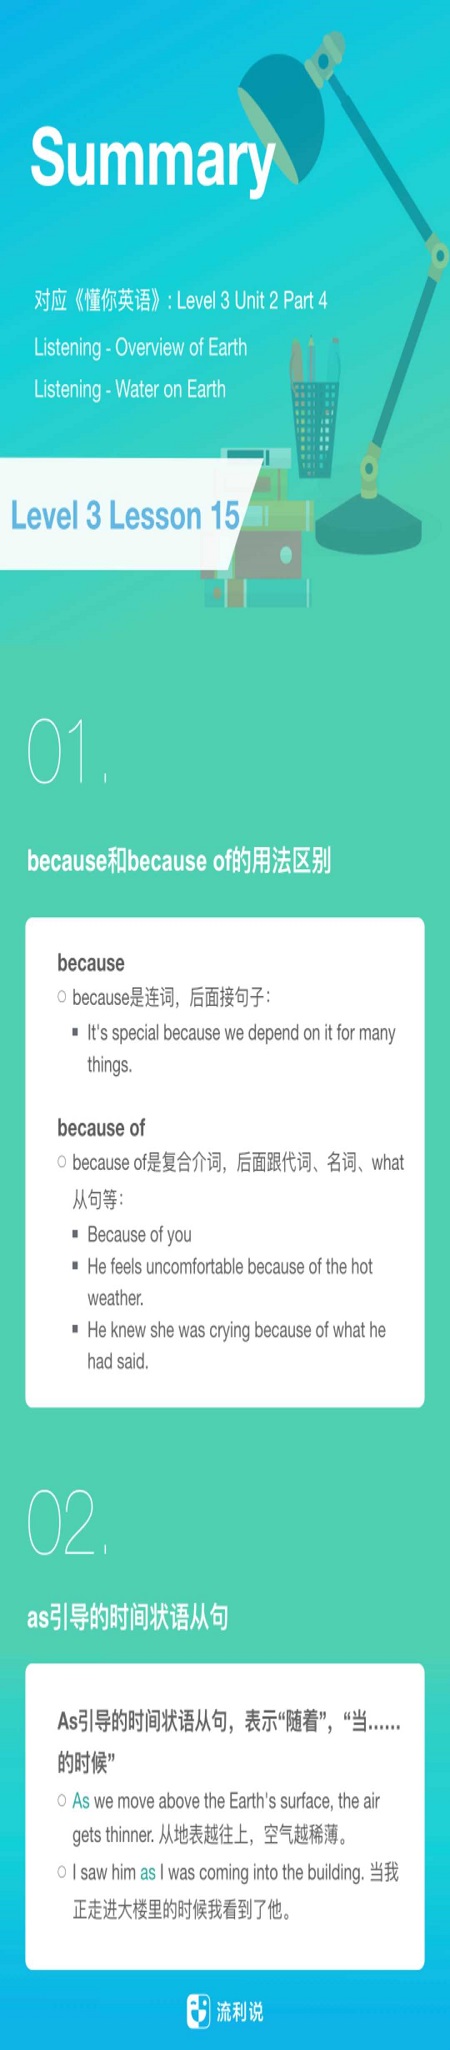 Summary
对应《懂你英语》: Level 3 Unit 2 Part 4
Listening - Overview of Earth
Listening - Water on Earth
Level 3 Lesson 15
01.
because和because of的用法区别
because
because是连词，后面接句子：
It's special because we depend on it for many
things.
because of
because of是复合介词，后面跟代词、名词、what
从句等：
Because of you
He feels uncomfortable because of the hot
weather.
He knew she was crying because of what he
had said.
02.
as引导的时间状语从句
As引导的时间状语从句，表示“随着”，“当……
的时候”
As we move above the Earth's surface, the air
gets thinner. 从地表越往上，空气越稀薄。
I saw him as I was coming into the building. 当我
正走进大楼里的时候我看到了他。
流利说